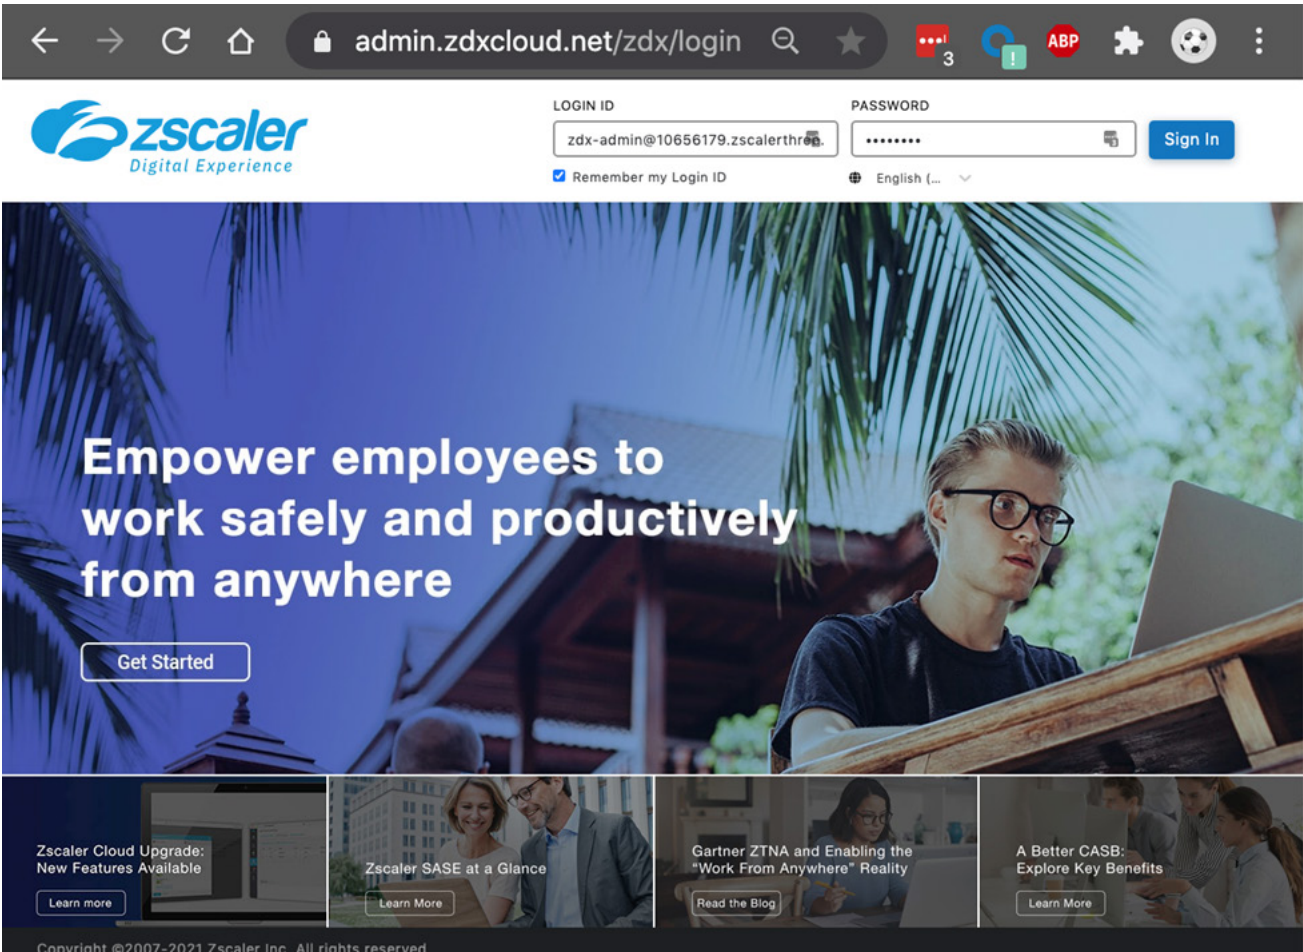 admin.zdxcloud.net/zdx/login
3
!
ABP
zscaler
Digital Experience
LOGIN ID
zdx-admin@10656179.zscalerthree.
Remember my Login ID
PASSWORD
••••••••
English (...
Sign In
Empower employees to
work safely and productively
from anywhere
Get Started
Zscaler Cloud Upgrade:
New Features Available
Learn more
Zscaler SASE at a Glance
Learn More
Gartner ZTNA and Enabling the
“Work From Anywhere” Reality
Read the Blog
A Better CASB:
Explore Key Benefits
Learn More
Copyright ©2007-2021 Zscaler Inc. All rights reserved